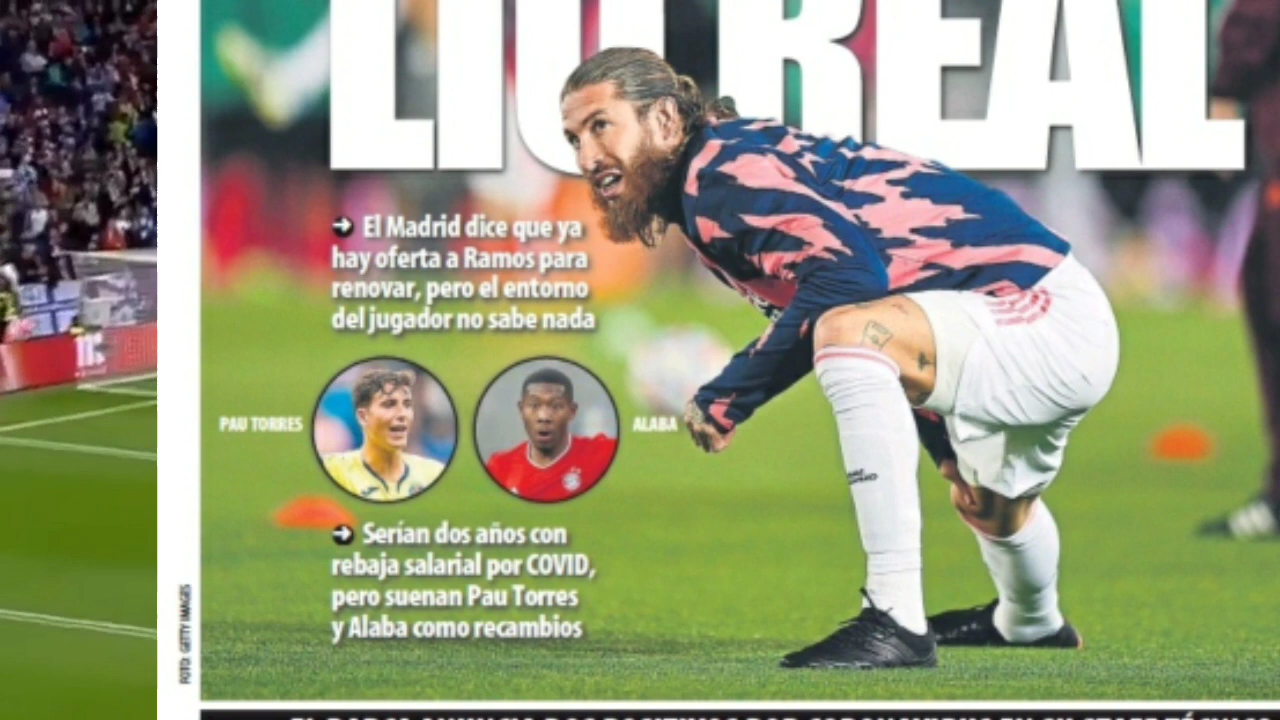 LÍO REAL
➔ El Madrid dice que ya
hay oferta a Ramos para
renovar, pero el entorno
del jugador no sabe nada
PAU TORRES
ALABA
➔ Serían dos años con
rebaja salarial por COVID,
pero suenan Pau Torres
y Alaba como recambios
FOTO: GETTY IMAGES